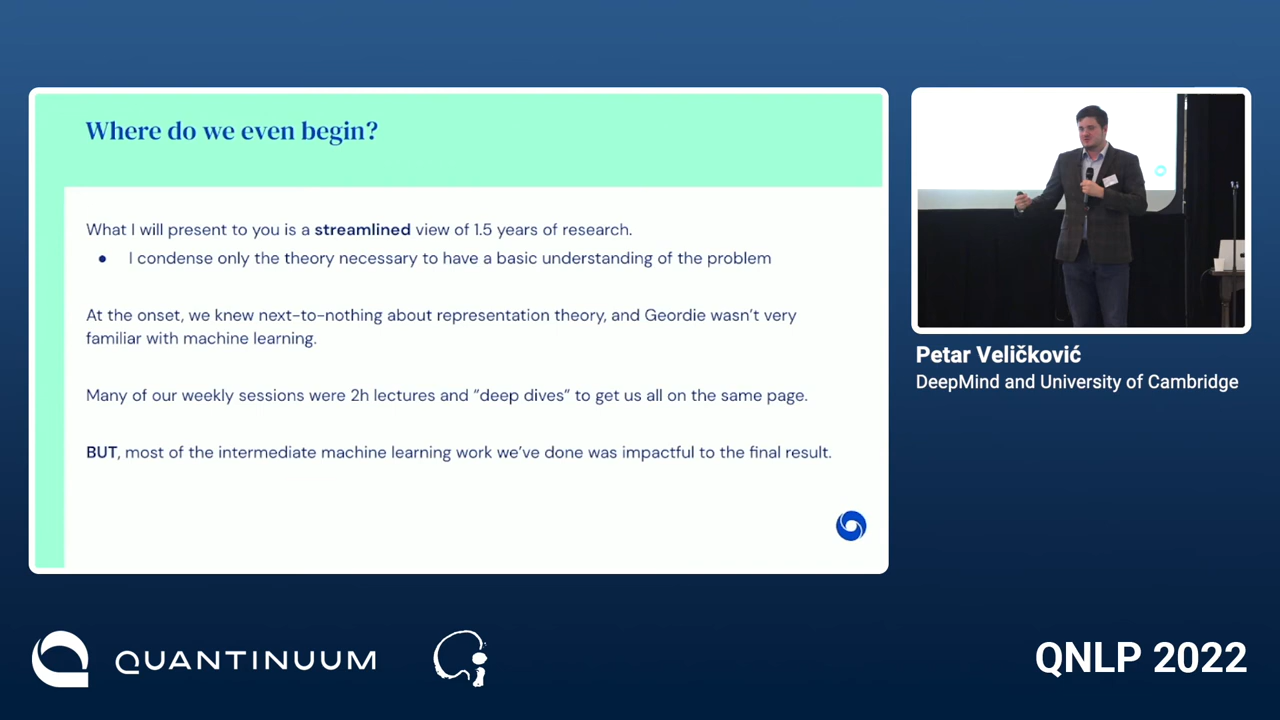 Where do we even begin?
What I will present to you is a streamlined view of 1.5 years of research.
● I condense only the theory necessary to have a basic understanding of the problem
At the onset, we knew next-to-nothing about representation theory, and Geordie wasn't very
familiar with machine learning.
Many of our weekly sessions were 2h lectures and “deep dives” to get us all on the same page.
BUT, most of the intermediate machine learning work we've done was impactful to the final result.
Petar Veličković
DeepMind and University of Cambridge
QUANTINUUM
QNLP 2022